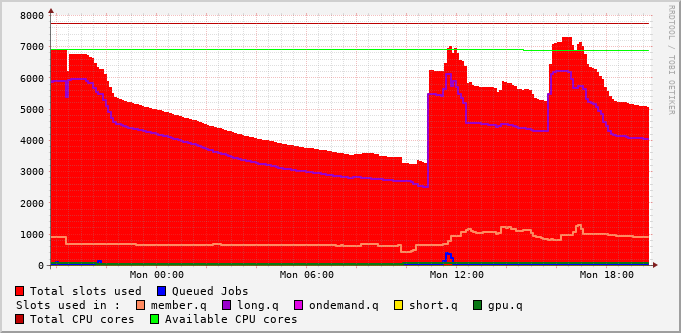 8000
7000
6000
5000
4000
3000
2000
1000
0
Mon 00:00 Mon 06:00 Mon 12:00 Mon 18:00
RRDTOOL / TOBI OETIKER
Total slots used Queued Jobs
Slots used in : member.q long.q ondemand.q short.q gpu.q
Total CPU cores Available CPU cores